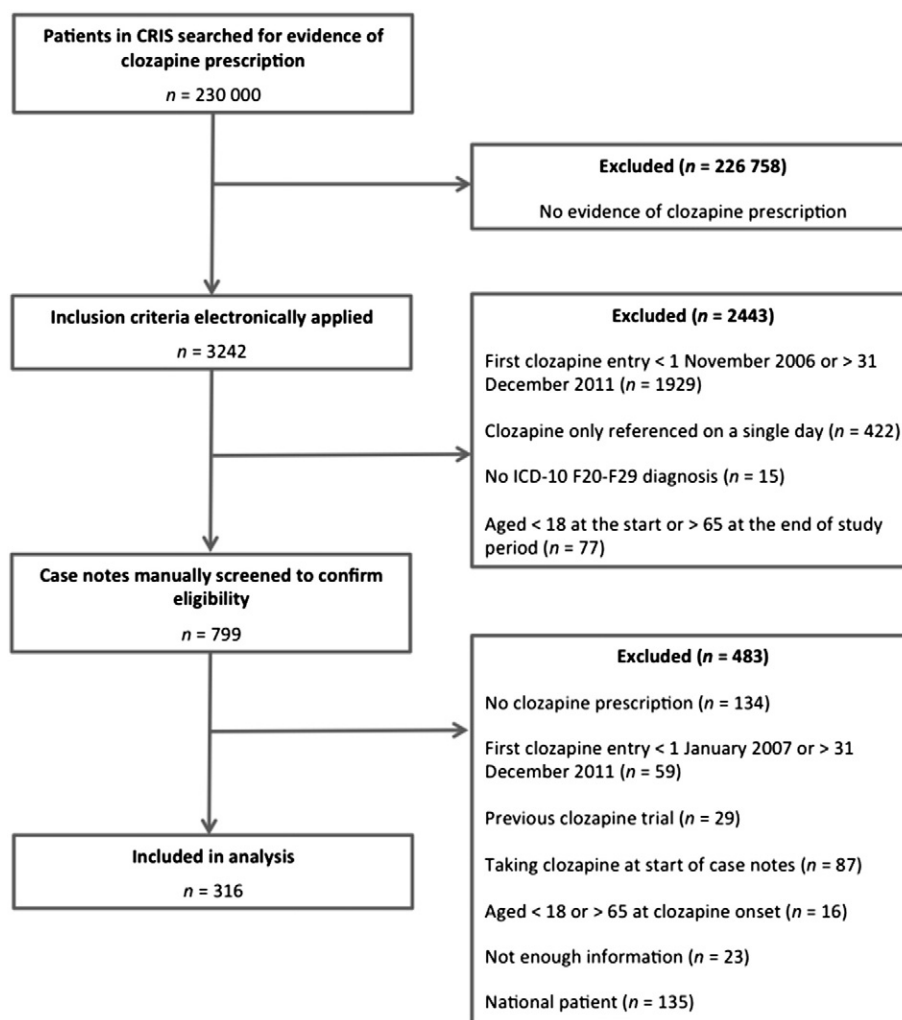 Patients in CRIS searched for evidence of
clozapine prescription
n = 230 000
Excluded (n = 226 758)
No evidence of clozapine prescription
Inclusion criteria electronically applied
n = 3242
Excluded (n = 2443)
First clozapine entry < 1 November 2006 or > 31
December 2011 (n = 1929)
Clozapine only referenced on a single day (n = 422)
No ICD-10 F20-F29 diagnosis (n = 15)
Aged < 18 at the start or > 65 at the end of study
period (n = 77)
Case notes manually screened to confirm
eligibility
n = 799
Excluded (n = 483)
No clozapine prescription (n = 134)
First clozapine entry < 1 January 2007 or > 31
December 2011 (n = 59)
Previous clozapine trial (n = 29)
Taking clozapine at start of case notes (n = 87)
Aged < 18 or > 65 at clozapine onset (n = 16)
Not enough information (n = 23)
National patient (n = 135)
Included in analysis
n = 316